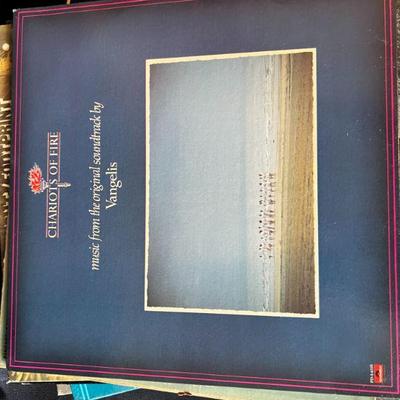 CHARIOTS OF FIRE
music from the original soundtrack by
Vangelis